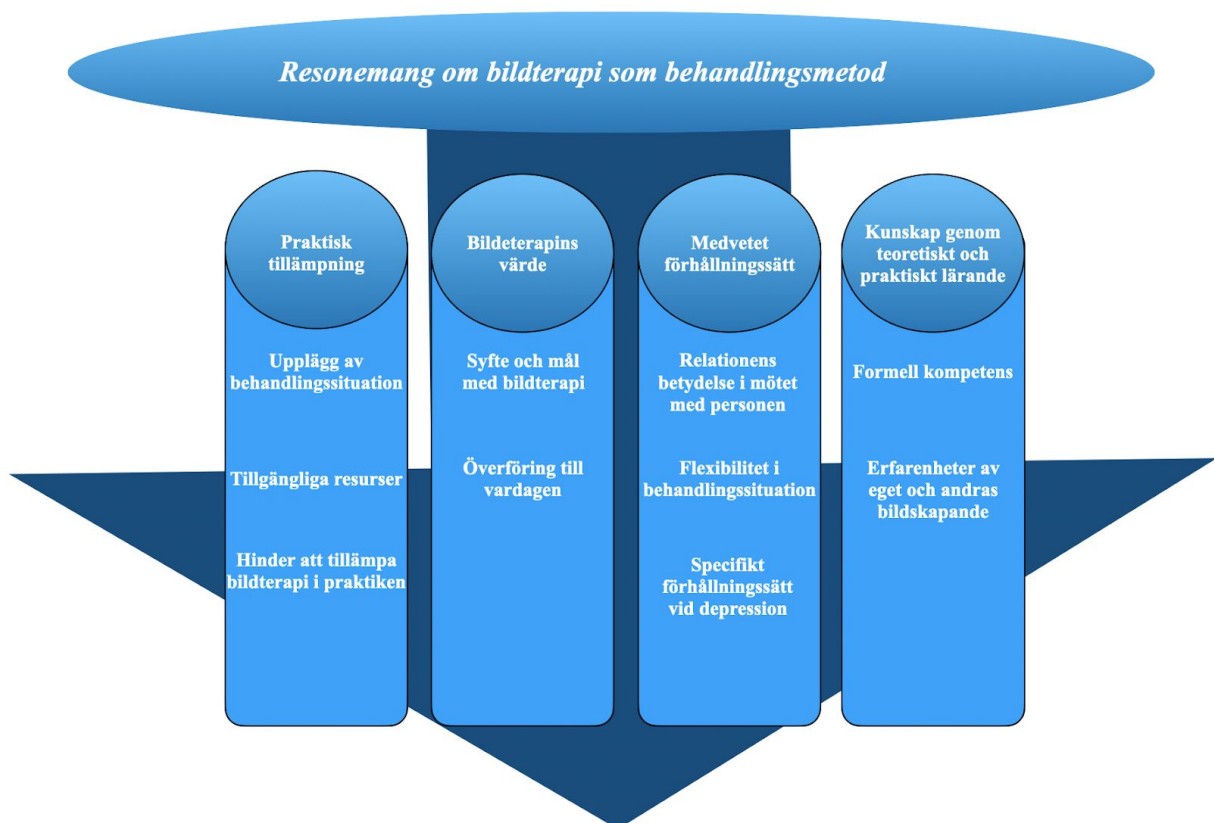 Resonemang om bildterapi som behandlingsmetod
Praktisk
tillämpning
Upplägg av
behandlingssituation
Tillgängliga resurser
Hinder att tillämpa
bildterapi i praktiken
Bildeterapins
värde
Syfte och mål
med bildterapi
Överföring till
vardagen
Medvetet
förhållningssätt
Relationens
betydelse i mötet
med personen
Flexibilitet i
behandlingssituation
Specifikt
förhållningssätt
vid depression
Kunskap genom
teoretiskt och
praktiskt lärande
Formell kompetens
Erfarenheter av
eget och andras
bildskapande